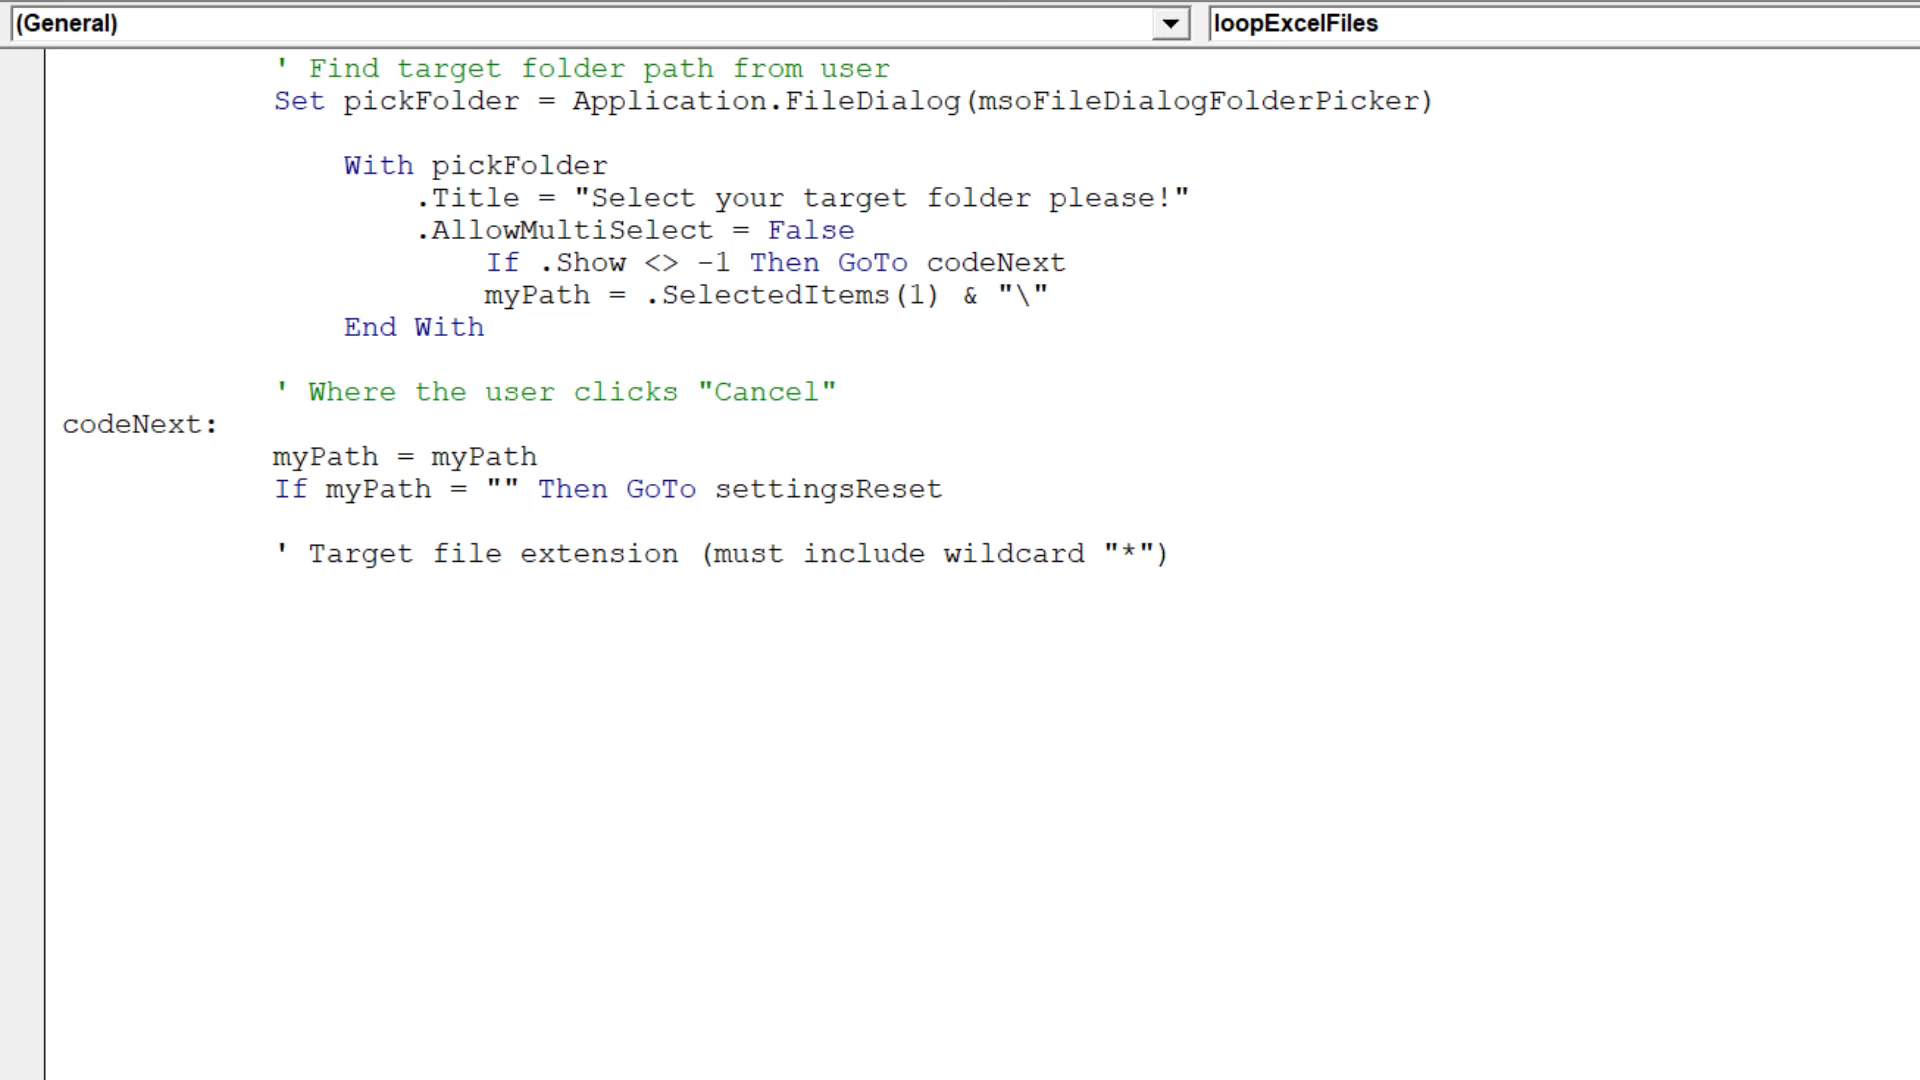 (General)
loopExcelFiles
' Find target folder path from user
Set pickFolder = Application.FileDialog(msoFileDialogFolderPicker)
With pickFolder
.Title = "Select your target folder please!"
.AllowMultiSelect = False
If .Show <> -1 Then GoTo codeNext
myPath = .SelectedItems(1) & "\"
End With
' Where the user clicks "Cancel"
codeNext:
myPath = myPath
If myPath = "" Then GoTo settingsReset
' Target file extension (must include wildcard "*")